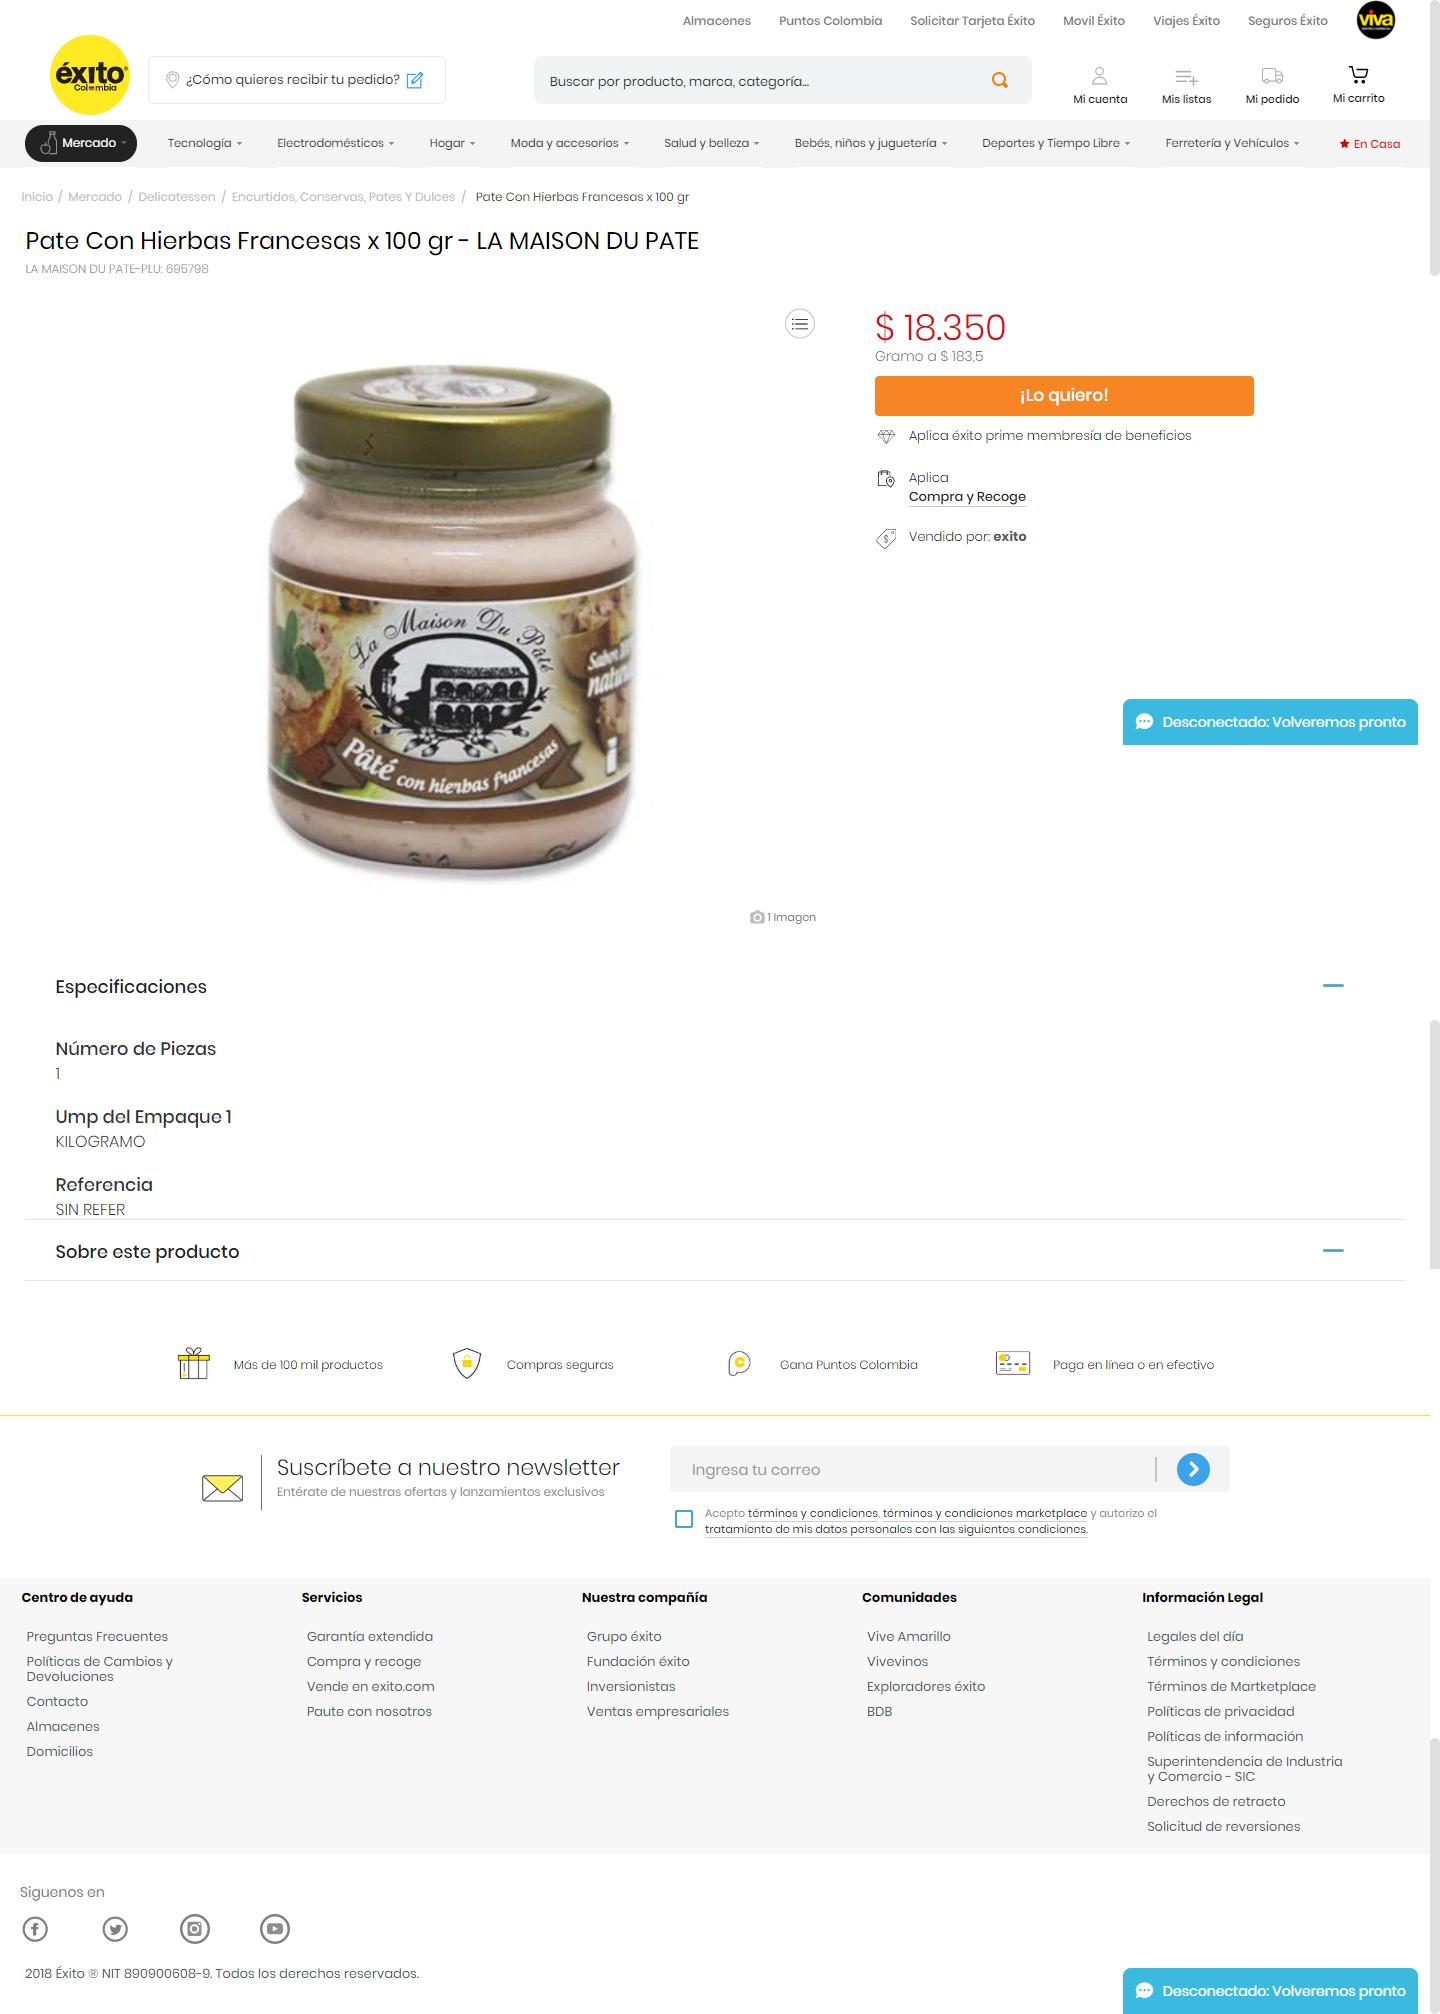 Almacenes Puntos Colombia Solicitar Tarjeta Éxito Movil Éxito Viajes Éxito Seguros Éxito viva
éxito
Colombia
¿Cómo quieres recibir tu pedido?
Buscar por producto, marca, categoría...
Mi cuenta Mis listas Mi pedido Mi carrito
Mercado Tecnología Electrodomésticos Hogar Moda y accesorios Salud y belleza Bebés, niños y juguetería Deportes y Tiempo Libre Ferretería y Vehículos En Casa
Inicio / Mercado / Delicatessen / Encurtidos, Conservas, Pates Y Dulces / Pate Con Hierbas Francesas x 100 gr
Pate Con Hierbas Francesas x 100 gr - LA MAISON DU PATE
LA MAISON DU PATE-PLU: 695798
$ 18.350
Gramo a $ 183,5
¡Lo quiero!
Aplica éxito prime membresía de beneficios
Aplica
Compra y Recoge
Vendido por: exito
La Maison Du Pâté
Sabor
Pâté con hierbas francesas
Desconectado: Volveremos pronto
1 Imagen
Especificaciones
Número de Piezas
1
Ump del Empaque 1
KILOGRAMO
Referencia
SIN REFER
Sobre este producto
Más de 100 mil productos Compras seguras Gana Puntos Colombia Paga en línea o en efectivo
Suscríbete a nuestro newsletter
Entérate de nuestras ofertas y lanzamientos exclusivos
Ingresa tu correo
Acepto términos y condiciones, términos y condiciones marketplace y autorizo el
tratamiento de mis datos personales con las siguientes condiciones.
Centro de ayuda
Preguntas Frecuentes
Políticas de Cambios y
Devoluciones
Contacto
Almacenes
Domicilios
Servicios
Garantía extendida
Compra y recoge
Vende en exito.com
Paute con nosotros
Nuestra compañía
Grupo éxito
Fundación éxito
Inversionistas
Ventas empresariales
Comunidades
Vive Amarillo
Vivevinos
Exploradores éxito
BDB
Información Legal
Legales del día
Términos y condiciones
Términos de Martketplace
Políticas de privacidad
Políticas de información
Superintendencia de Industria
y Comercio - SIC
Derechos de retracto
Solicitud de reversiones
Siguenos en
2018 Éxito ® NIT 890900608-9. Todos los derechos reservados.
Desconectado: Volveremos pronto